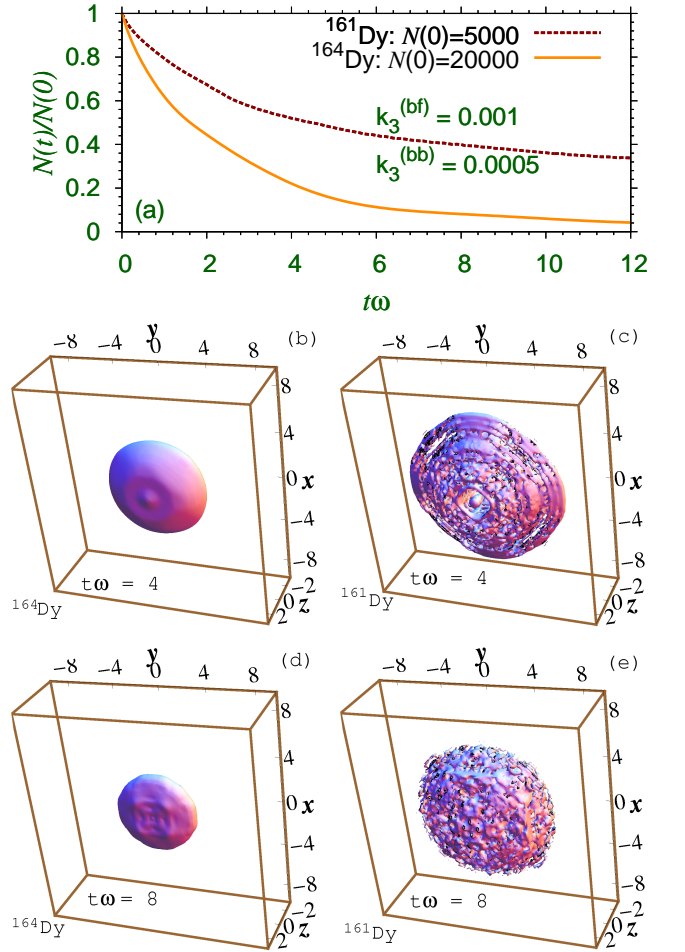 1
0.8
0.6
0.4
0.2
0
N(t)/N(0)
¹⁶¹Dy: N(0)=5000
¹⁶⁴Dy: N(0)=20000
k₃⁽ᵇᶠ⁾ = 0.001
k₃⁽ᵇᵇ⁾ = 0.0005
(a)
0 2 4 6 8 10 12
tω
y (b)
−8 −4 0 4 8
8
4
0 x
−4
−8
−2
0 z
2
tω = 4
¹⁶⁴Dy
y (c)
−8 −4 0 4 8
8
4
0 x
−4
−8
−2
0 z
2
tω = 4
¹⁶¹Dy
y (d)
−8 −4 0 4 8
8
4
0 x
−4
−8
−2
0 z
2
tω = 8
¹⁶⁴Dy
y (e)
−8 −4 0 4 8
8
4
0 x
−4
−8
−2
0 z
2
tω = 8
¹⁶¹Dy